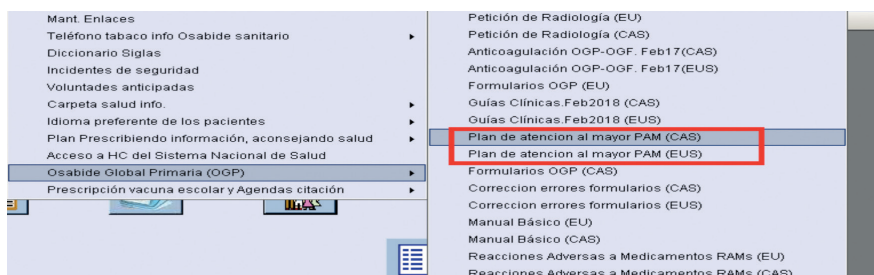 Mant. Enlaces
Teléfono tabaco info Osabide sanitario
Diccionario Siglas
Incidentes de seguridad
Voluntades anticipadas
Carpeta salud info.
Idioma preferente de los pacientes
Plan Prescribiendo información, aconsejando salud
Acceso a HC del Sistema Nacional de Salud
Osabide Global Primaria (OGP)
Prescripción vacuna escolar y Agendas citación
Petición de Radiología (EU)
Petición de Radiología (CAS)
Anticoagulación OGP-OGF. Feb17(CAS)
Anticoagulación OGP-OGF. Feb17(EUS)
Formularios OGP (EU)
Guías Clínicas.Feb2018 (CAS)
Guías Clínicas.Feb2018 (EUS)
Plan de atencion al mayor PAM (CAS)
Plan de atencion al mayor PAM (EUS)
Formularios OGP (CAS)
Correccion errores formularios (CAS)
Correccion errores formularios (EUS)
Manual Básico (EU)
Manual Básico (CAS)
Reacciones Adversas a Medicamentos RAMs (EU)
Reacciones Adversas a Medicamentos RAMs (CAS)